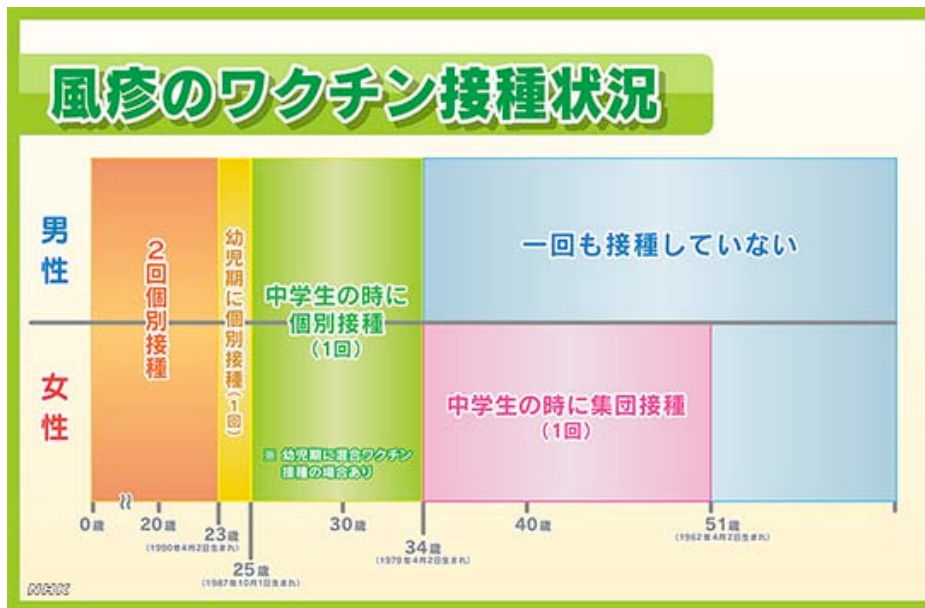 風疹のワクチン接種状況
男性
女性
2回個別接種
幼児期に個別接種(1回)
中学生の時に
個別接種
(1回)
※ 幼児期に混合ワクチン
接種の場合あり
一回も接種していない
中学生の時に集団接種
(1回)
0歳
20歳
23歳
(1990年4月2日生まれ)
25歳
(1987年10月1日生まれ)
30歳
34歳
(1979年4月2日生まれ)
40歳
51歳
(1962年4月2日生まれ)
NHK